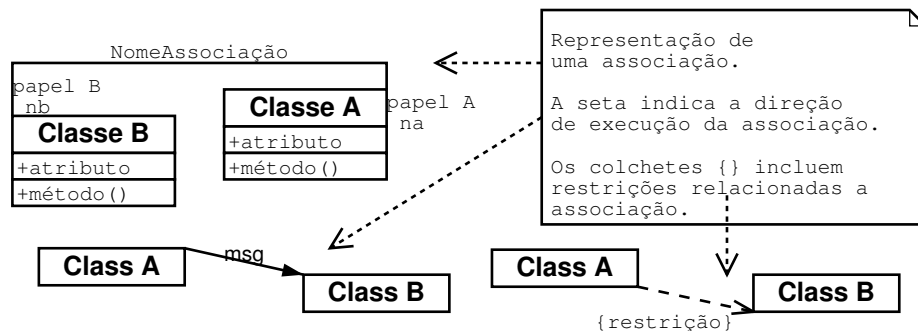 NomeAssociação
papel B
nb
Classe B
+atributo
+método()
Classe A
+atributo
+método()
papel A
na
Representação de
uma associação.
A seta indica a direção
de execução da associação.
Os colchetes {} incluem
restrições relacionadas a
associação.
Class A
msg
Class B
Class A
{restrição}
Class B